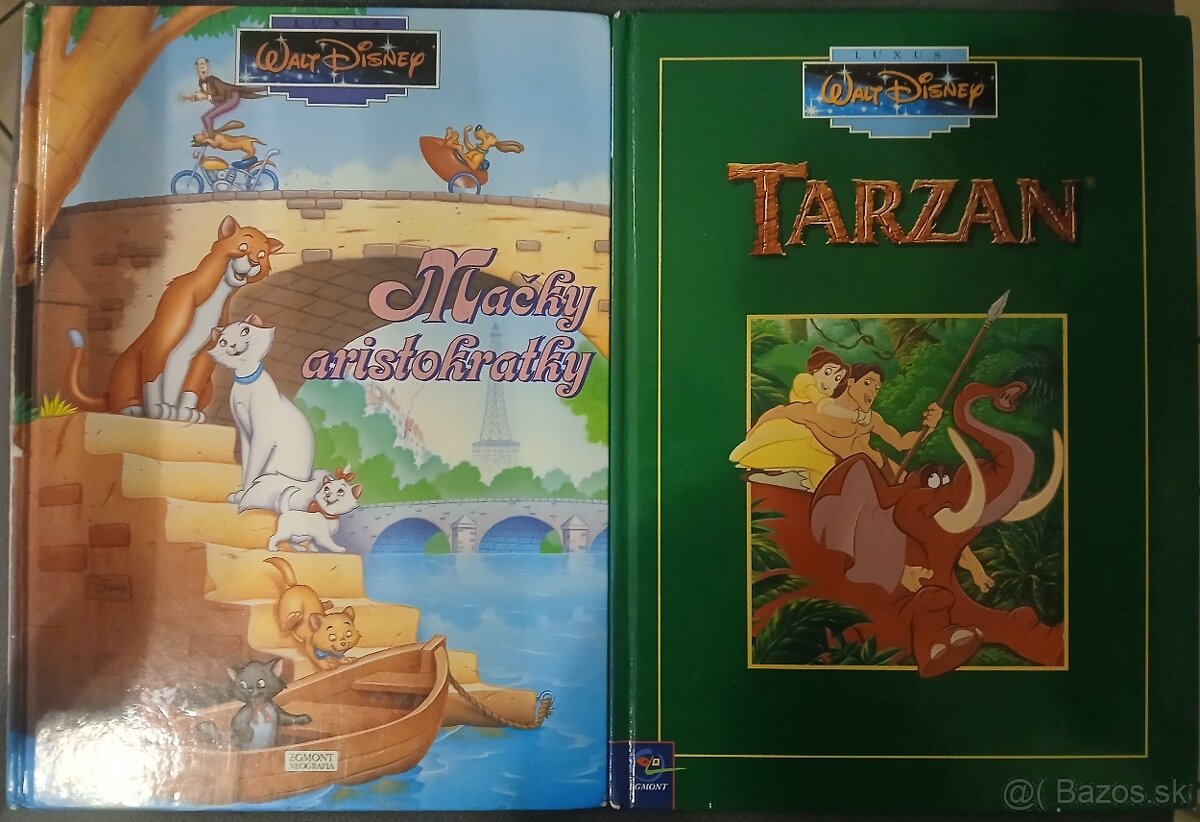 LUXUS
WALT DISNEY
Mačky
aristokratky
EGMONT
NEOGRAFIA
LUXUS
WALT DISNEY
TARZAN®
EGMONT
@( Bazos.sk